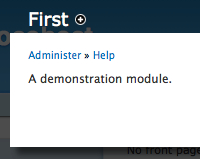 First
Administer » Help
A demonstration module.
No front page